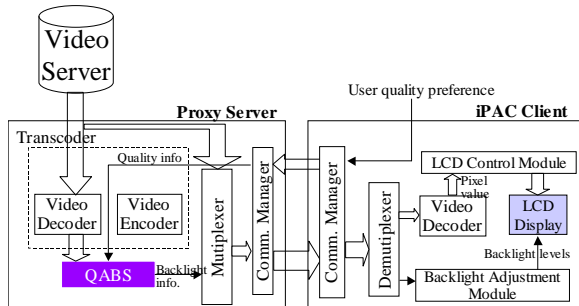 Video
Server
User quality preference
Proxy Server
iPAC Client
Transcoder
Quality info
LCD Control Module
Pixel
value
Video
Decoder
Video
Encoder
Mutiplexer
Comm. Manager
Comm. Manager
Demutiplexer
Video
Decoder
LCD
Display
QABS
Backlight
info.
Backlight levels
Backlight Adjustment
Module